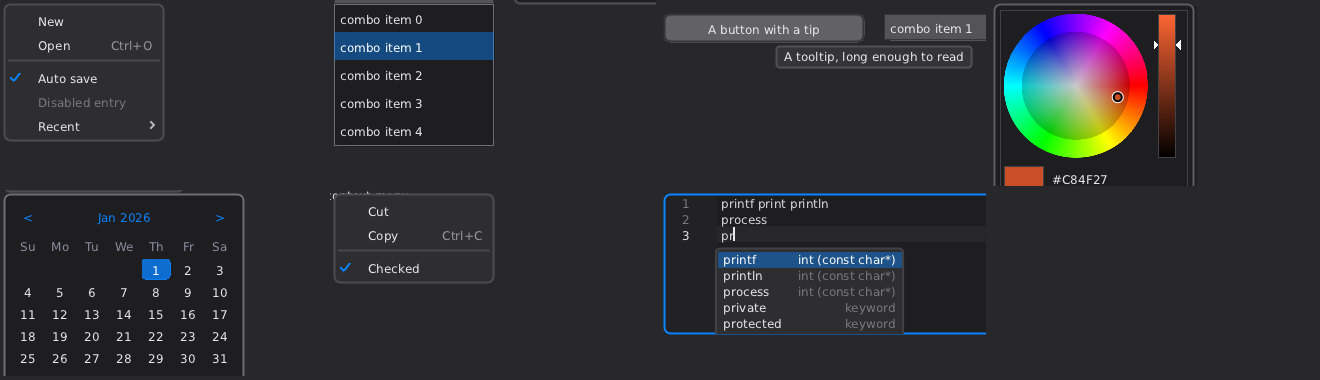 New
Open Ctrl+O
Auto save
Disabled entry
Recent
combo item 0
combo item 1
combo item 2
combo item 3
combo item 4
A button with a tip
combo item 1
A tooltip, long enough to read
#C84F27
< Jan 2026 >
Su Mo Tu We Th Fr Sa
1 2 3
4 5 6 7 8 9 10
11 12 13 14 15 16 17
18 19 20 21 22 23 24
25 26 27 28 29 30 31
Cut
Copy Ctrl+C
Checked
1 printf print println
2 process
3 pr
printf int (const char*)
println int (const char*)
process int (const char*)
private keyword
protected keyword